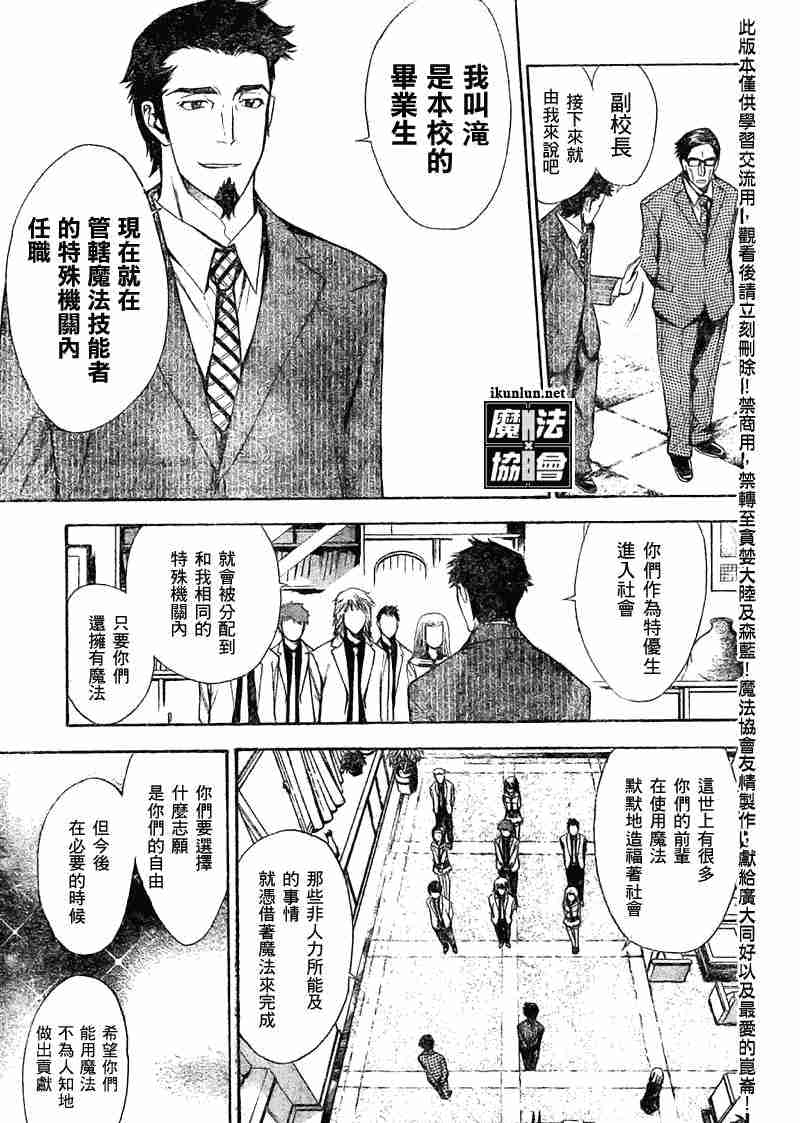 副校長
接下來就
由我來說吧
我叫滝
是本校的
畢業生
現在就在
管轄魔法技能者
的特殊機關內
任職
ikunlun.net
魔法
協會
你們作為特優生
進入社會
就會被分配到
和我相同的
特殊機關內
只要你們
還擁有魔法
這世上有很多
你們的前輩
在使用魔法
默默地造福著社會
那些非人力所能及
的事情
就憑借著魔法來完成
你們要選擇
什麼志願
是你們的自由
但今後
在必要的時候
希望你們
能用魔法
不為人知地
做出貢獻
此版本僅供學習交流用，觀看後請立刻刪除！禁商用，禁轉至貪婪大陸及森藍！魔法協會友情製作，獻給廣大同好以及最愛的崑崙！